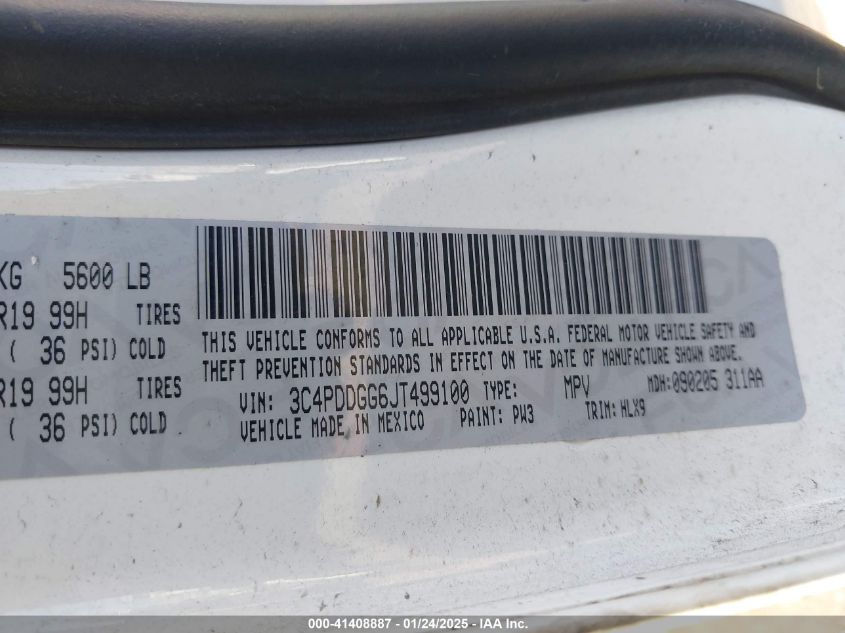 KG 5600 LB
R19 99H TIRES
( 36 PSI) COLD
R19 99H TIRES
( 36 PSI) COLD
THIS VEHICLE CONFORMS TO ALL APPLICABLE U.S.A. FEDERAL MOTOR VEHICLE SAFETY AND
THEFT PREVENTION STANDARDS IN EFFECT ON THE DATE OF MANUFACTURE SHOWN ABOVE.
VIN: 3C4PDDGG6JT499100 TYPE: MPV MDH: 090205 311AA
VEHICLE MADE IN MEXICO PAINT: PW3 TRIM: HLX9
000-41408887 - 01/24/2025 - IAA Inc.